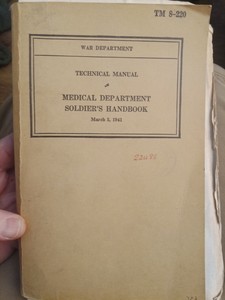 TM 8-220
WAR DEPARTMENT
TECHNICAL MANUAL
MEDICAL DEPARTMENT
SOLDIER'S HANDBOOK
March 5, 1941